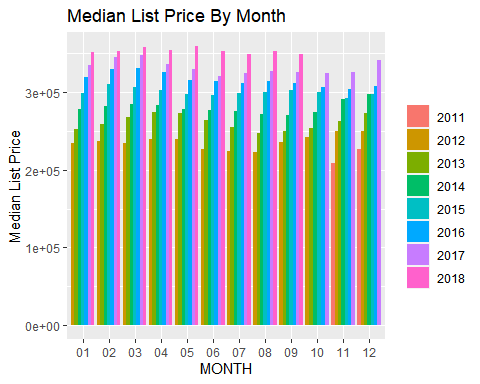 Median List Price By Month
Median List Price
3e+05
2e+05
1e+05
0e+00
01 02 03 04 05 06 07 08 09 10 11 12
MONTH
2011
2012
2013
2014
2015
2016
2017
2018